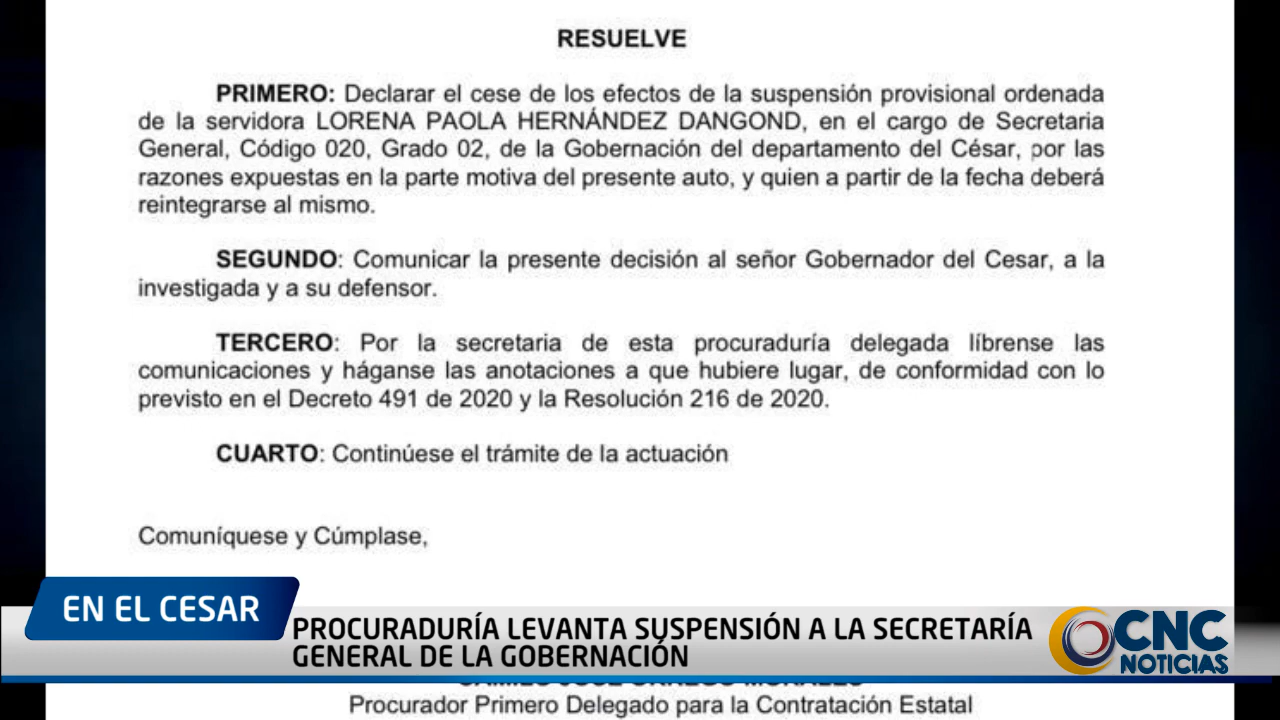 RESUELVE
PRIMERO: Declarar el cese de los efectos de la suspensión provisional ordenada
de la servidora LORENA PAOLA HERNÁNDEZ DANGOND, en el cargo de Secretaria
General, Código 020, Grado 02, de la Gobernación del departamento del César, por las
razones expuestas en la parte motiva del presente auto, y quien a partir de la fecha deberá
reintegrarse al mismo.
SEGUNDO: Comunicar la presente decisión al señor Gobernador del Cesar, a la
investigada y a su defensor.
TERCERO: Por la secretaria de esta procuraduría delegada líbrense las
comunicaciones y háganse las anotaciones a que hubiere lugar, de conformidad con lo
previsto en el Decreto 491 de 2020 y la Resolución 216 de 2020.
CUARTO: Continúese el trámite de la actuación
Comuníquese y Cúmplase,
EN EL CESAR
PROCURADURÍA LEVANTA SUSPENSIÓN A LA SECRETARÍA
GENERAL DE LA GOBERNACIÓN
CNC
NOTICIAS
Procurador Primero Delegado para la Contratación Estatal